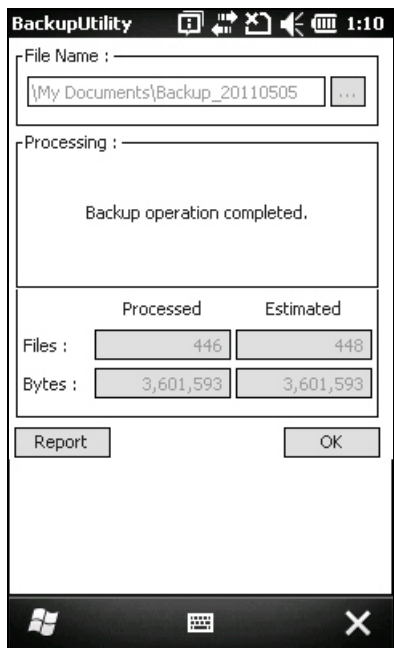 BackupUtility 1:10
File Name :
\My Documents\Backup_20110505 ...
Processing :
Backup operation completed.
Processed Estimated
Files : 446 448
Bytes : 3,601,593 3,601,593
Report OK